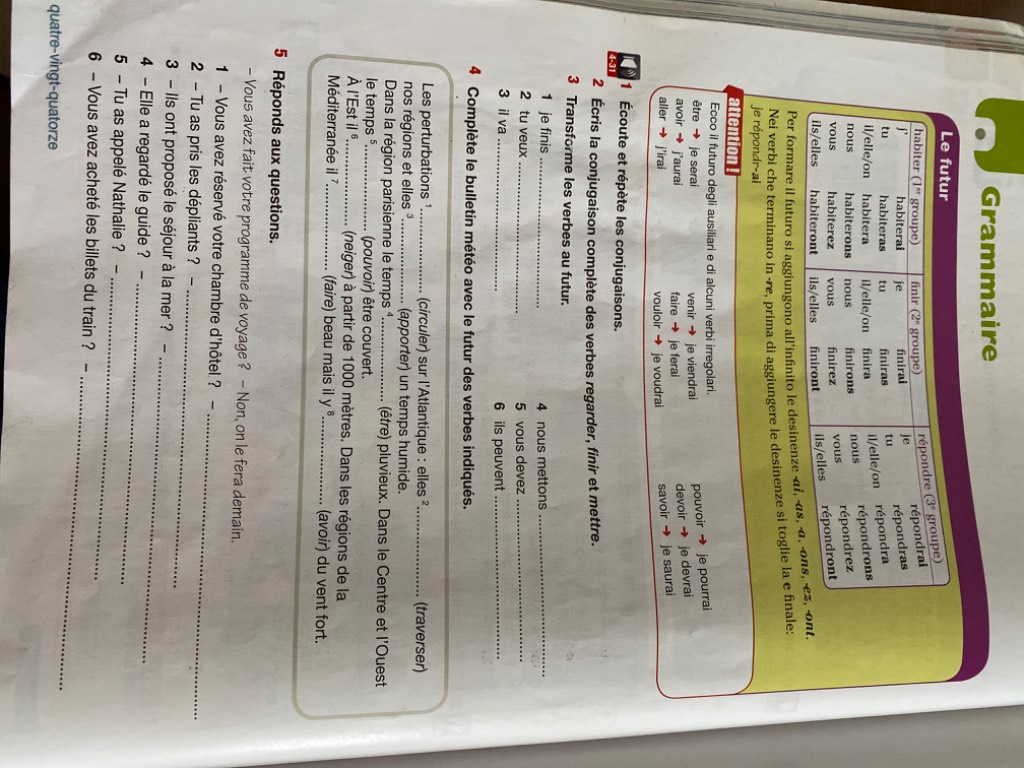 Grammaire
Le futur
habiter (1er groupe) finir (2e groupe) répondre (3e groupe)
j' habiterai je finirai je répondrai
tu habiteras tu finiras tu répondras
il/elle/on habitera il/elle/on finira il/elle/on répondra
nous habiterons nous finirons nous répondrons
vous habiterez vous finirez vous répondrez
ils/elles habiteront ils/elles finiront ils/elles répondront
Per formare il futuro si aggiungono all'infinito le desinenze -ai, -as, -a, -ons, -ez, -ont.
Nei verbi che terminano in -re, prima di aggiungere le desinenze si toglie la e finale:
je répondr-ai
attention!
Ecco il futuro degli ausiliari e di alcuni verbi irregolari.
être → je serai venir → je viendrai pouvoir → je pourrai
avoir → j'aurai faire → je ferai devoir → je devrai
aller → j'irai vouloir → je voudrai savoir → je saurai
4-31
1 Écoute et répète les conjugaisons.
2 Écris la conjugaison complète des verbes regarder, finir et mettre.
3 Transforme les verbes au futur.
1 je finis .............................. 4 nous mettons ..............................
2 tu veux .............................. 5 vous devez ..............................
3 il va .............................. 6 ils peuvent ..............................
4 Complète le bulletin météo avec le futur des verbes indiqués.
Les perturbations 1 .................. (circuler) sur l'Atlantique : elles 2 .................. (traverser)
nos régions et elles 3 .................. (apporter) un temps humide.
Dans la région parisienne le temps 4 .................. (être) pluvieux. Dans le Centre et l'Ouest
le temps 5 .................. (pouvoir) être couvert.
À l'Est il 6 .................. (neiger) à partir de 1000 mètres. Dans les régions de la
Méditerranée il 7 .................. (faire) beau mais il y 8 .................. (avoir) du vent fort.
5 Réponds aux questions.
– Vous avez fait votre programme de voyage ? – Non, on le fera demain.
1 – Vous avez réservé votre chambre d'hôtel ? – ..............................
2 – Tu as pris les dépliants ? – ..............................
3 – Ils ont proposé le séjour à la mer ? – ..............................
4 – Elle a regardé le guide ? – ..............................
5 – Tu as appelé Nathalie ? – ..............................
6 – Vous avez acheté les billets du train ? – ..............................
quatre-vingt-quatorze